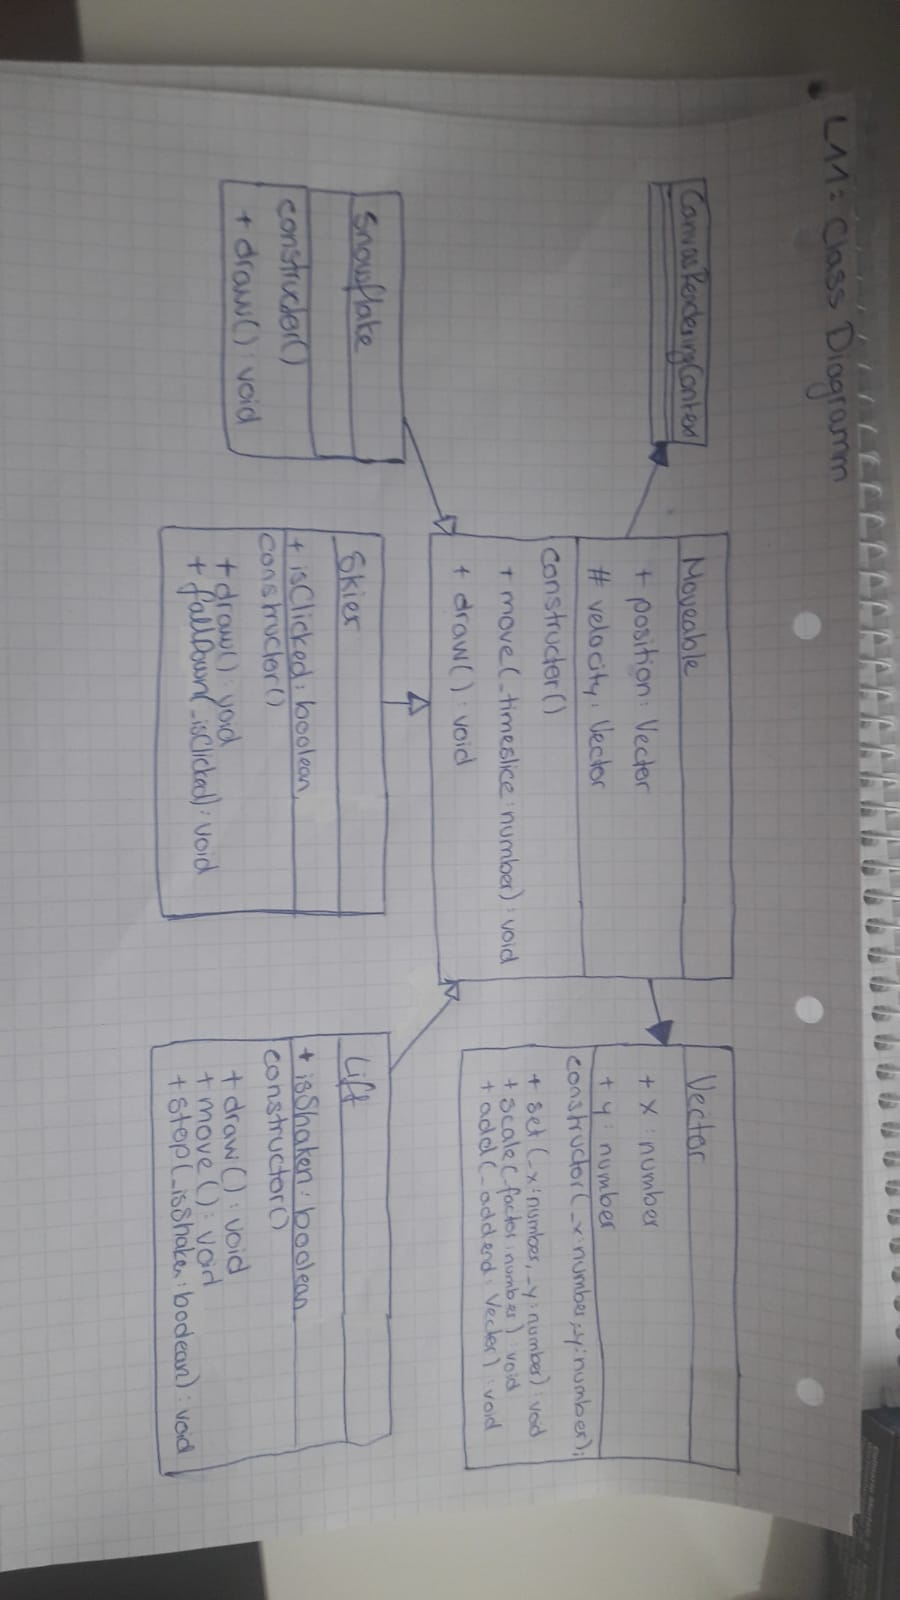 L11: Class Diagramm
CanvasRenderingContext
Moveable
+ position: Vector
# velocity: Vector
constructor()
+ move(_timeslice: number): void
+ draw(): void
Vector
+ x: number
+ y: number
constructor(_x: number, _y: number);
+ set(_x: number, _y: number): void
+ scale(_factor: number): void
+ add(_addend: Vector): void
Snowflake
constructor()
+ draw(): void
Skier
+ isClicked: boolean
constructor()
+ draw(): void
+ fallDown(_isClicked): void
Lift
+ isShaken: boolean
constructor()
+ draw(): void
+ move(): void
+ stop(_isShaken: boolean): void